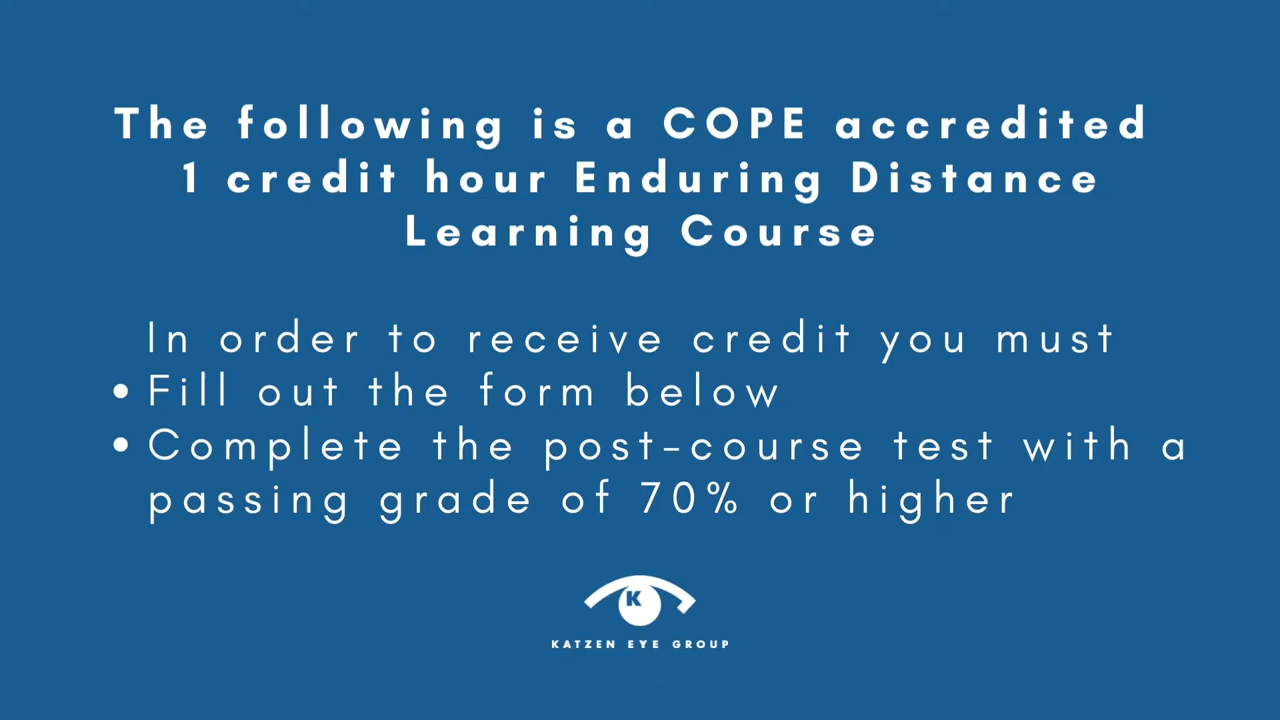 The following is a COPE accredited
1 credit hour Enduring Distance
Learning Course
In order to receive credit you must
• Fill out the form below
• Complete the post-course test with a
passing grade of 70% or higher
K
KATZEN EYE GROUP